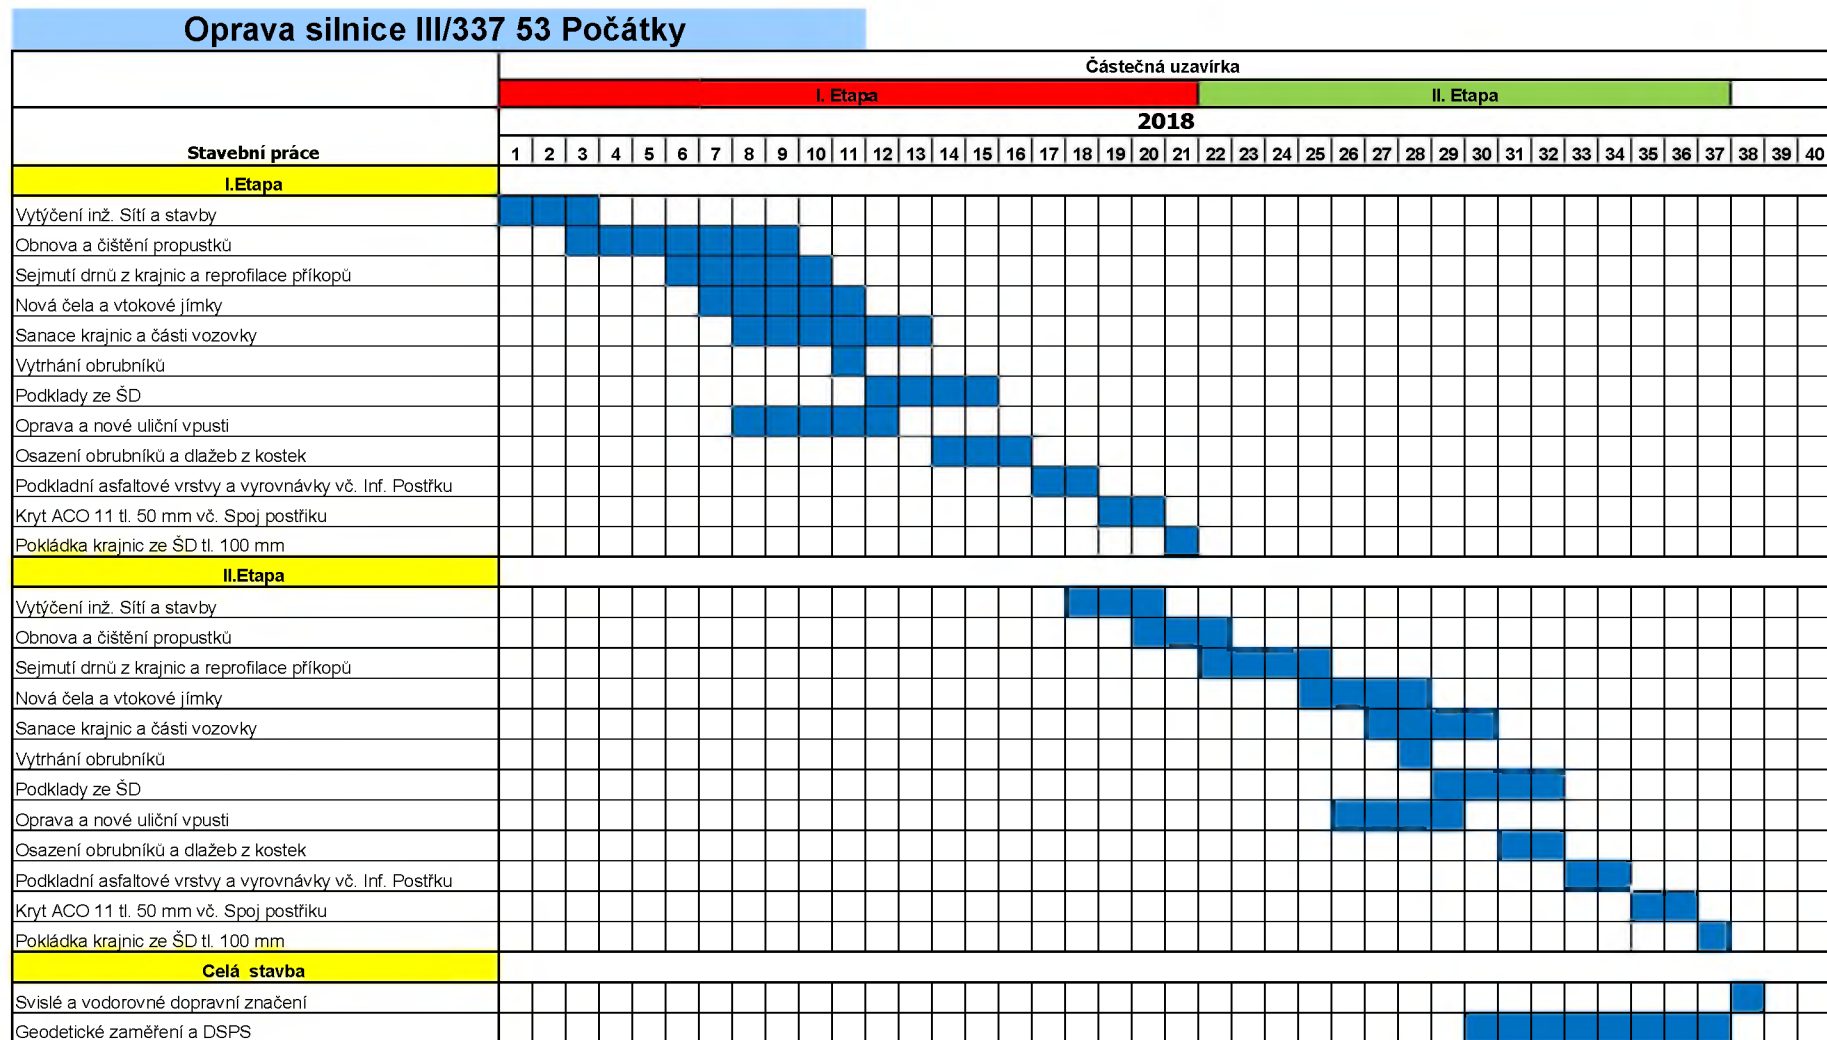 Oprava silnice III/337 53 Počátky
Částečná uzavírka
I. Etapa II. Etapa
2018
Stavební práce 1 2 3 4 5 6 7 8 9 10 11 12 13 14 15 16 17 18 19 20 21 22 23 24 25 26 27 28 29 30 31 32 33 34 35 36 37 38 39 40
I.Etapa
Vytýčení inž. Sítí a stavby
Obnova a čištění propustků
Sejmutí drnů z krajnic a reprofilace příkopů
Nová čela a vtokové jímky
Sanace krajnic a části vozovky
Vytrhání obrubníků
Podklady ze ŠD
Oprava a nové uliční vpusti
Osazení obrubníků a dlažeb z kostek
Podkladní asfaltové vrstvy a vyrovnávky vč. Inf. Postřku
Kryt ACO 11 tl. 50 mm vč. Spoj postřiku
Pokládka krajnic ze ŠD tl. 100 mm
II.Etapa
Vytýčení inž. Sítí a stavby
Obnova a čištění propustků
Sejmutí drnů z krajnic a reprofilace příkopů
Nová čela a vtokové jímky
Sanace krajnic a části vozovky
Vytrhání obrubníků
Podklady ze ŠD
Oprava a nové uliční vpusti
Osazení obrubníků a dlažeb z kostek
Podkladní asfaltové vrstvy a vyrovnávky vč. Inf. Postřku
Kryt ACO 11 tl. 50 mm vč. Spoj postřiku
Pokládka krajnic ze ŠD tl. 100 mm
Celá stavba
Svislé a vodorovné dopravní značení
Geodetické zaměření a DSPS